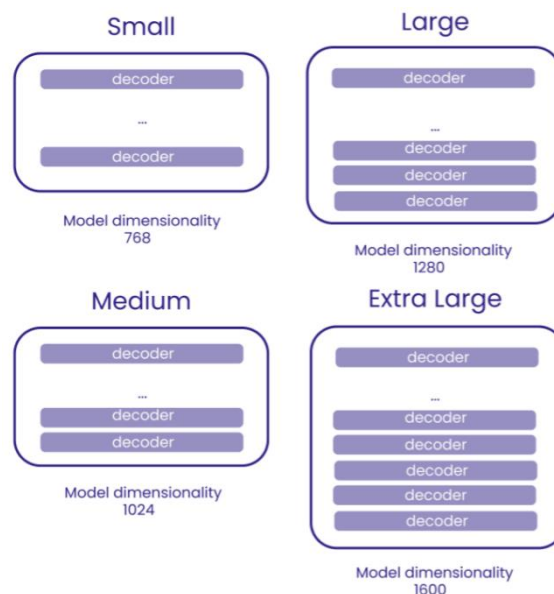 Small
decoder
...
decoder
Model dimensionality
768
Large
decoder
...
decoder
decoder
decoder
Model dimensionality
1280
Medium
decoder
...
decoder
decoder
Model dimensionality
1024
Extra Large
decoder
...
decoder
decoder
decoder
decoder
decoder
Model dimensionality
1600